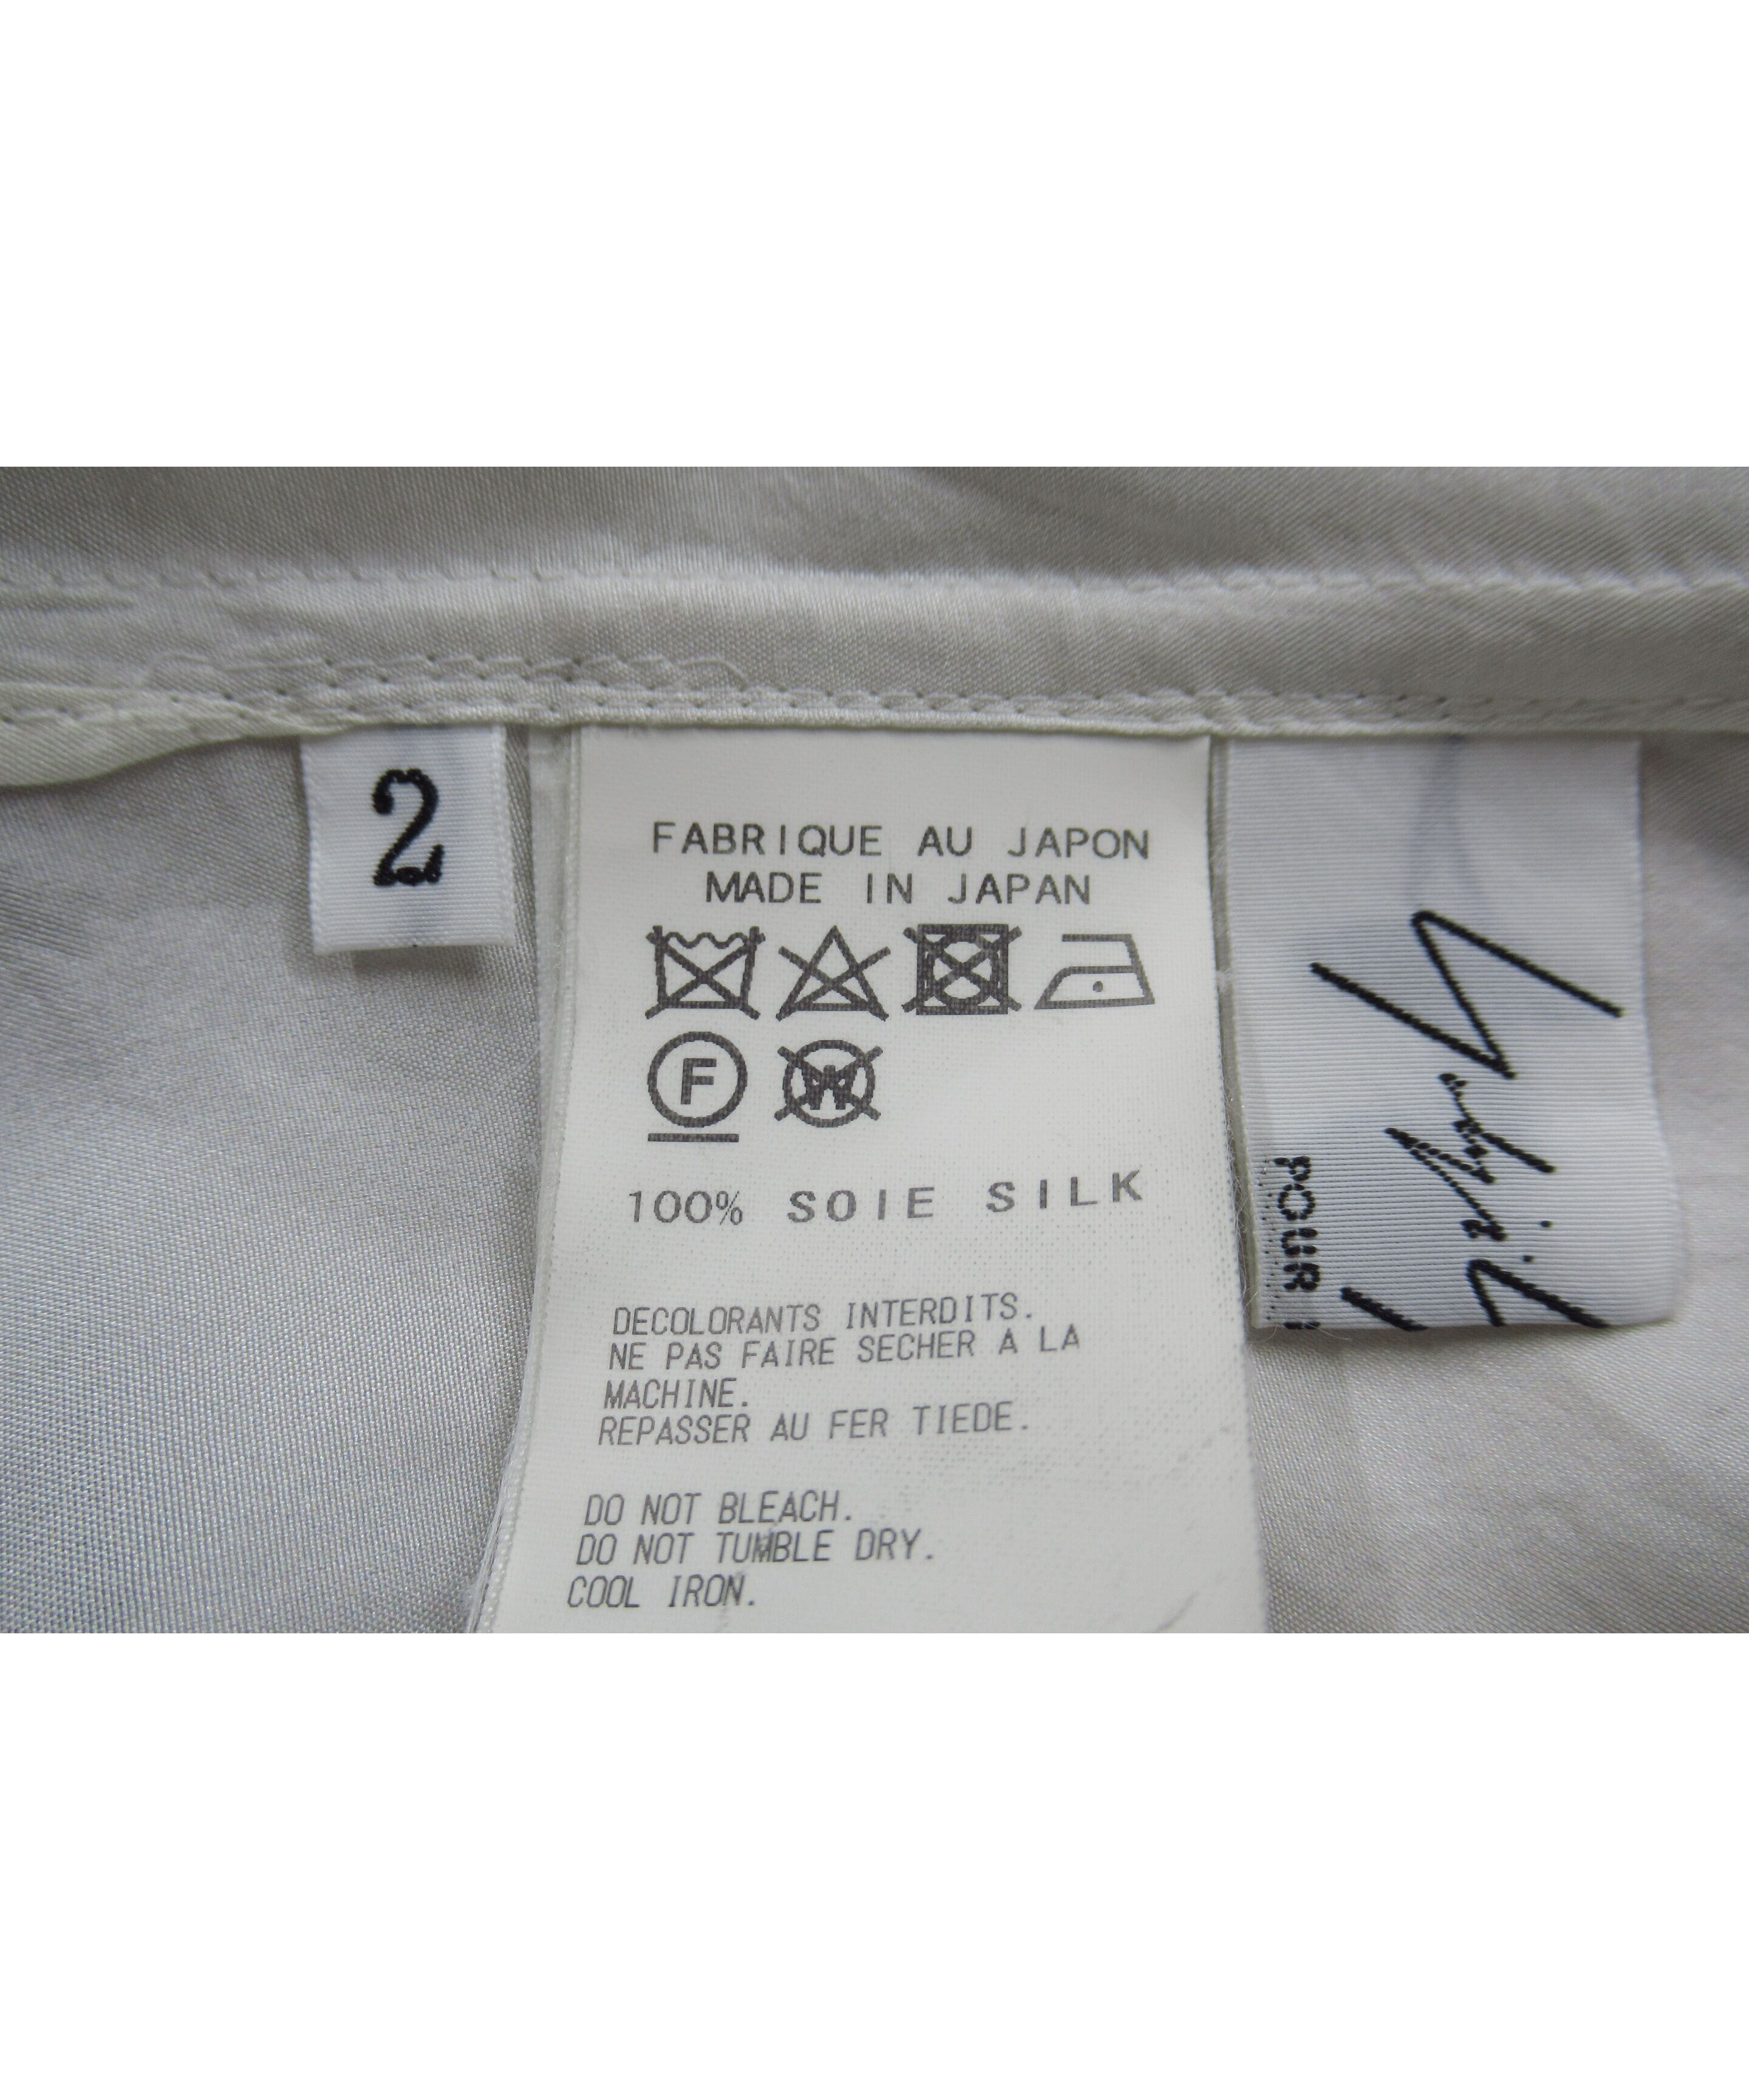 2
FABRIQUE AU JAPON
MADE IN JAPAN
F
W
100% SOIE SILK
DECOLORANTS INTERDITS.
NE PAS FAIRE SECHER A LA
MACHINE.
REPASSER AU FER TIEDE.
DO NOT BLEACH.
DO NOT TUMBLE DRY.
COOL IRON.
POUR